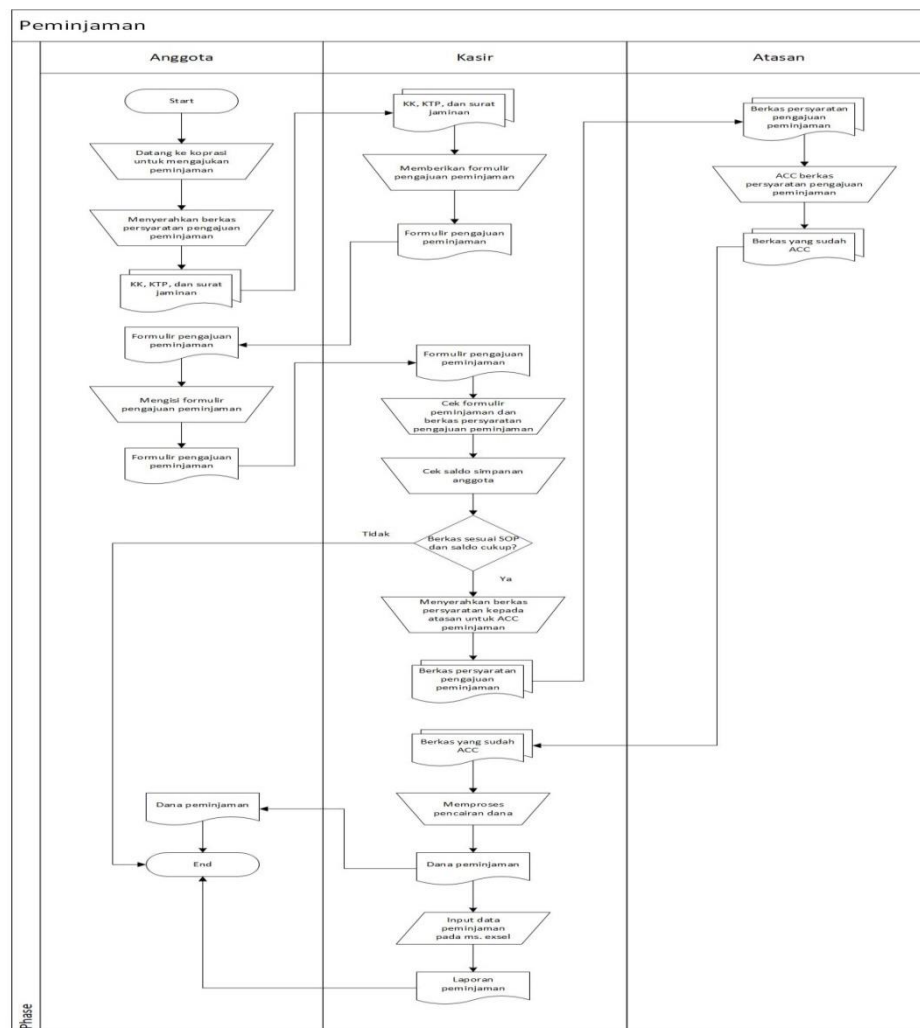 Peminjaman
Anggota
Kasir
Atasan
Start
Datang ke koprasi
untuk mengajukan
peminjaman
Menyerahkan berkas
persyaratan pengajuan
peminjaman
KK, KTP, dan surat
jaminan
KK, KTP, dan surat
jaminan
Memberikan formulir
pengajuan peminjaman
Formulir pengajuan
peminjaman
Formulir pengajuan
peminjaman
Mengisi formulir
pengajuan peminjaman
Formulir pengajuan
peminjaman
Formulir pengajuan
peminjaman
Cek formulir
peminjaman dan
berkas persyaratan
pengajuan peminjaman
Cek saldo simpanan
anggota
Berkas sesuai SOP
dan saldo cukup?
Tidak
Ya
Menyerahkan berkas
persyaratan kepada
atasan untuk ACC
peminjaman
Berkas persyaratan
pengajuan
peminjaman
Berkas persyaratan
pengajuan
peminjaman
ACC berkas
persyaratan pengajuan
peminjaman
Berkas yang sudah
ACC
Berkas yang sudah
ACC
Memproses
pencairan dana
Dana peminjaman
Dana peminjaman
End
Input data
peminjaman
pada ms. exsel
Laporan
peminjaman
Phase